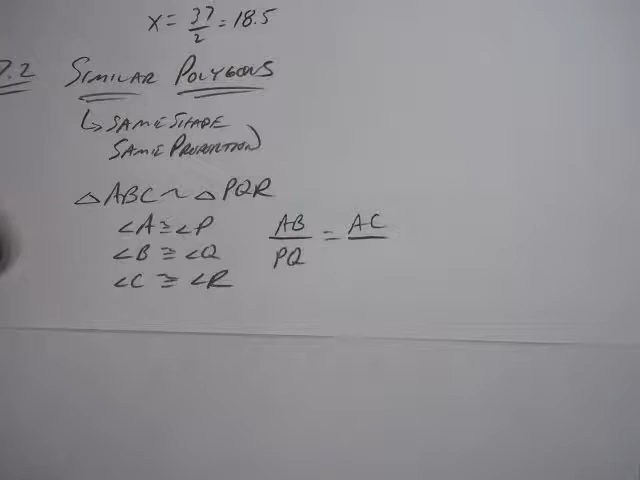 x = 37/2 = 18.5
7.2 SIMILAR POLYGONS
↳ SAME SHAPE
SAME PROPORTION)
△ABC ~ △PQR
∠A ≅ ∠P
∠B ≅ ∠Q
∠C ≅ ∠R
AB/PQ = AC/